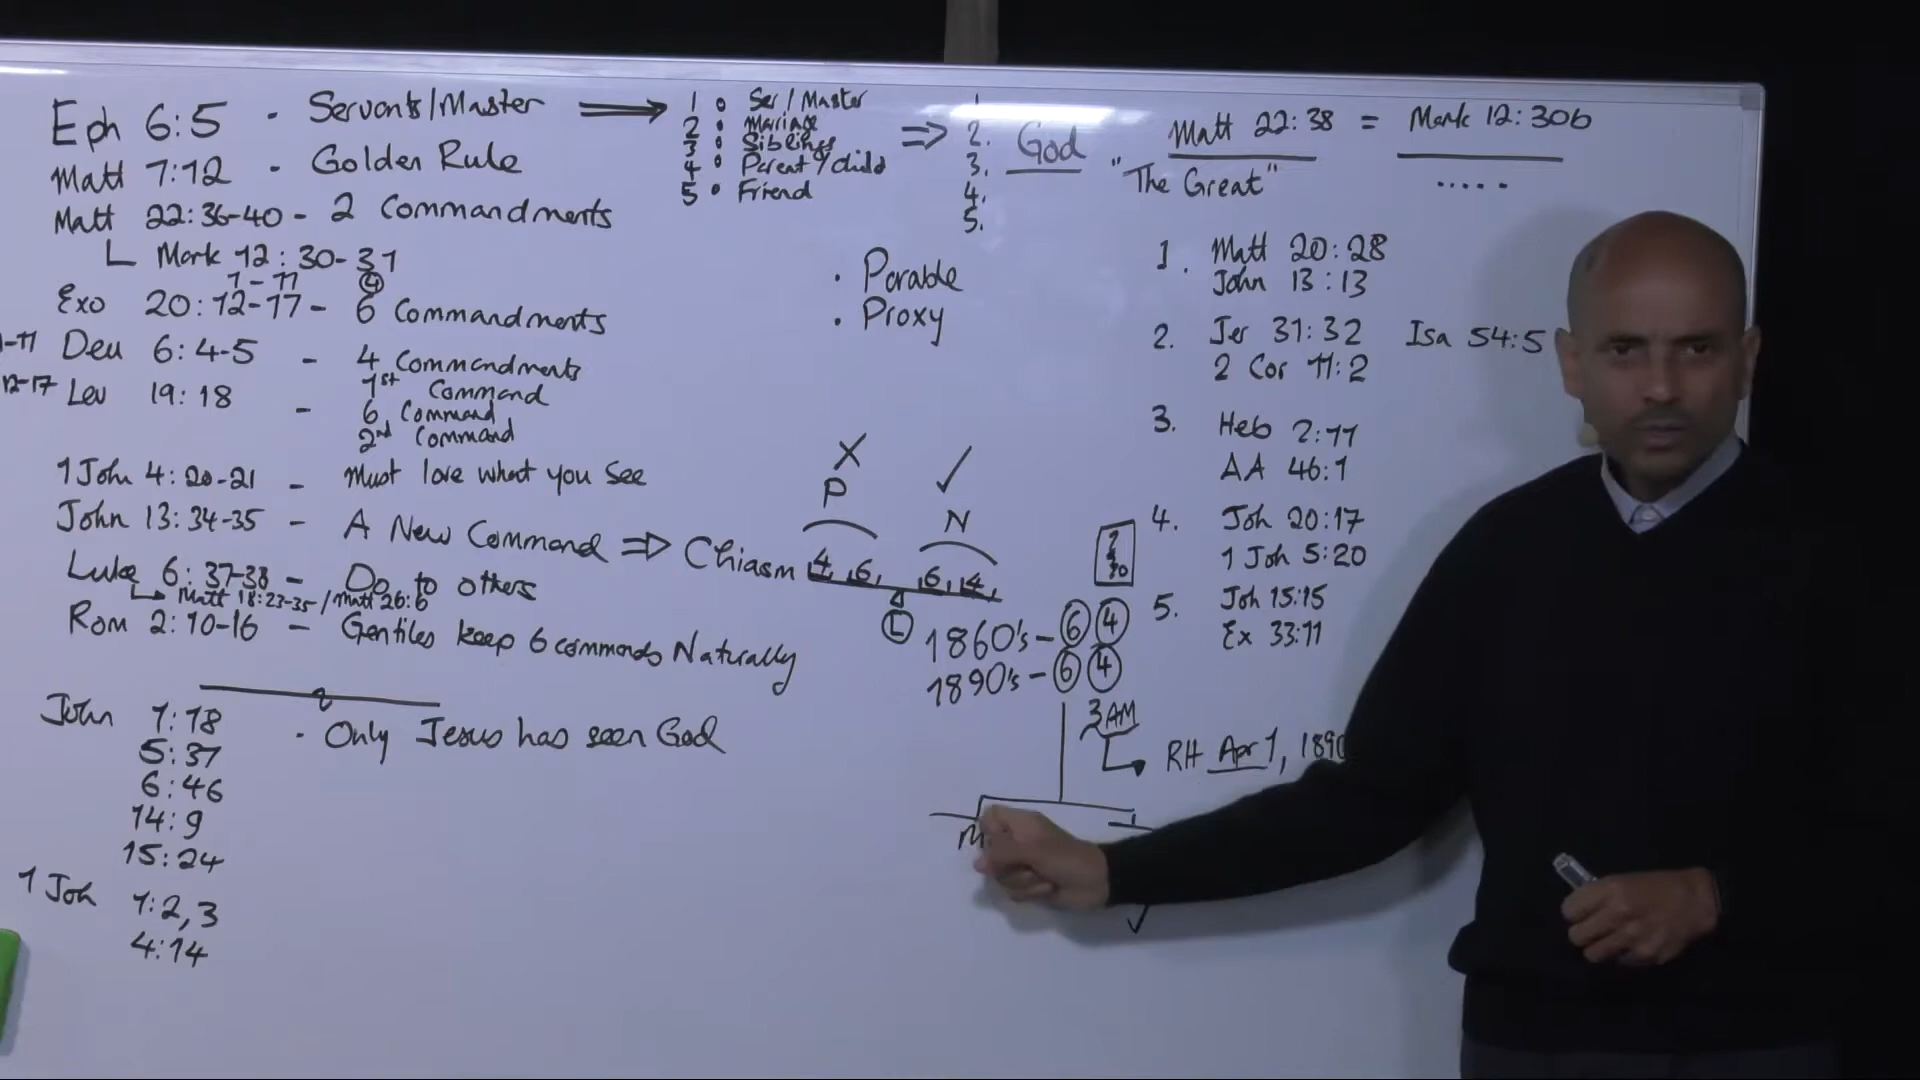 Eph 6:5 - Servants/Master
Matt 7:12 - Golden Rule
Matt 22:36-40 - 2 Commandments
Mark 12:30-31
1-11 4
Exo 20:12-17 - 6 Commandments
1-11 Deu 6:4-5 - 4 Commandments
1st Command
12-17 Lev 19:18 - 6 Command
2nd Command
1 John 4:20-21 - Must love what you See
John 13:34-35 - A New Command ⇒ Chiasm
Luke 6:37-38 - Do to others
Matt 18:23-35 / Matt 26:6
Rom 2:10-16 - Gentiles keep 6 commands Naturally
John 1:18 · Only Jesus has seen God
5:37
6:46
14:9
15:24
1 Joh 1:2,3
4:14
1 • Ser/Master
2 • Mariage
3 • Siblings
4 • Parent/child
5 • Friend
1
2. God
3.
4.
5.
· Parable
· Proxy
X ✓
P N
4, 6, 6, 4,
L
1860's - 6 4
1890's - 6 4
3AM
RH Apr 1, 1890
Matt 22:38 = Mark 12:30b
"The Great" .....
1. Matt 20:28
John 13:13
2. Jer 31:32 Isa 54:5
2 Cor 11:2
3. Heb 2:11
AA 46:1
4. Joh 20:17
1 Joh 5:20
5. Joh 15:15
Ex 33:11